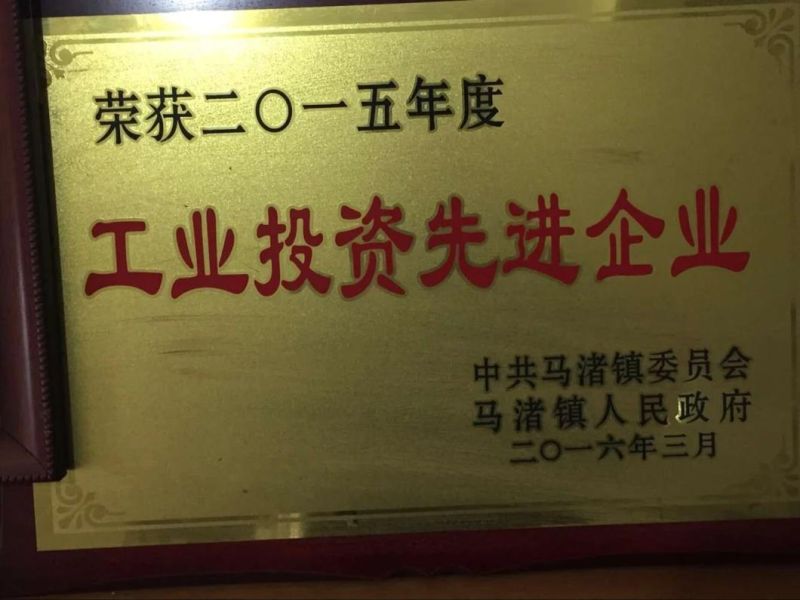 荣获二〇一五年度
工业投资先进企业
中共马渚镇委员会
马渚镇人民政府
二〇一六年三月